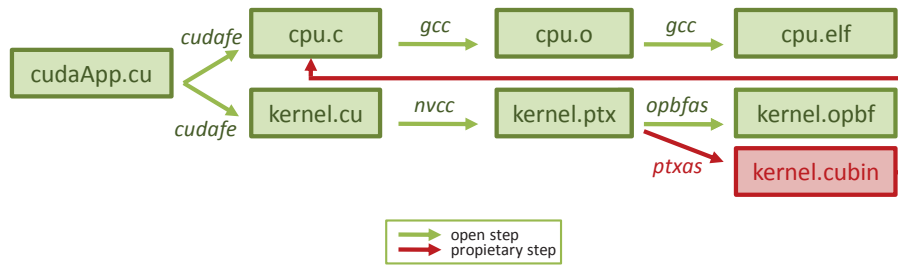 cudafe
cpu.c
gcc
cpu.o
gcc
cpu.elf
cudaApp.cu
cudafe
kernel.cu
nvcc
kernel.ptx
opbfas
kernel.opbf
ptxas
kernel.cubin
open step
propietary step